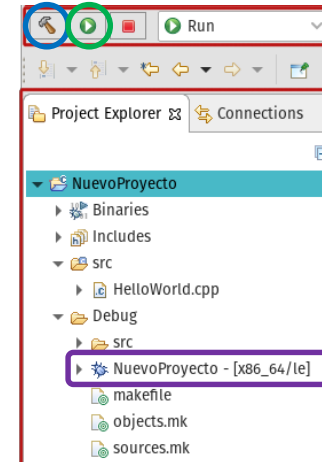 Run
Project Explorer Connections
NuevoProyecto
Binaries
Includes
src
HelloWorld.cpp
Debug
src
NuevoProyecto - [x86_64/le]
makefile
objects.mk
sources.mk